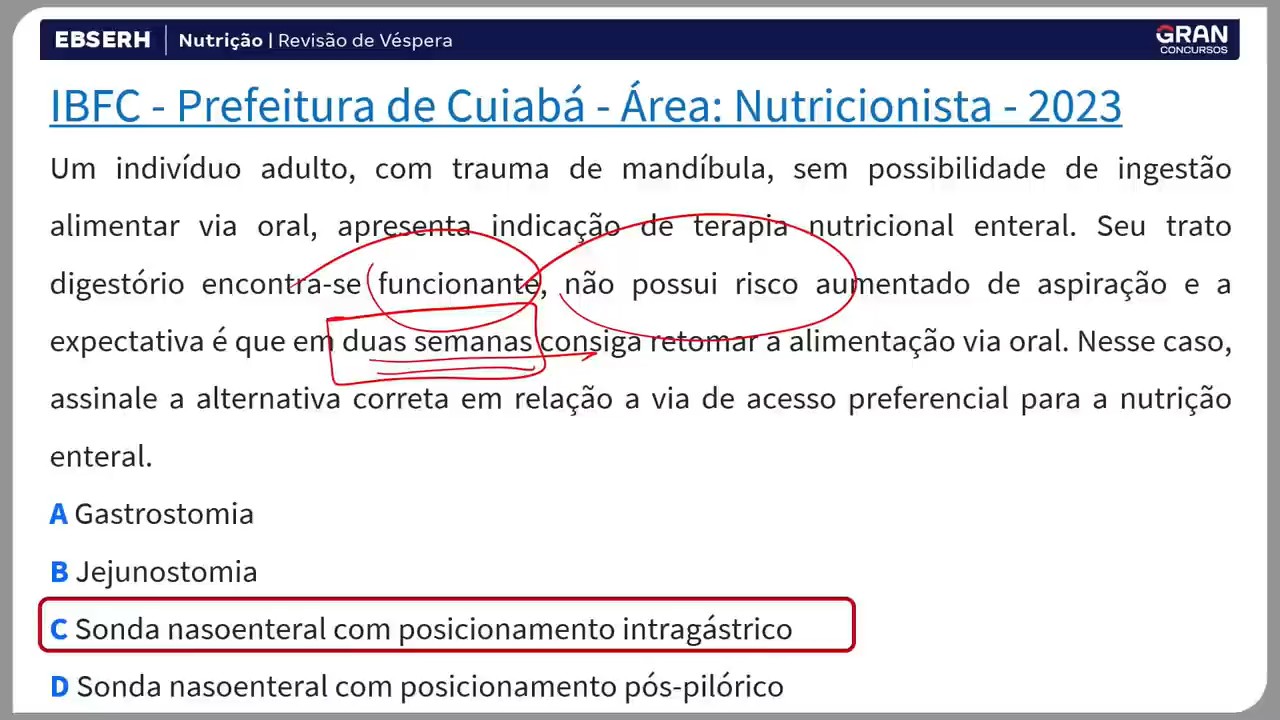 EBSERH | Nutrição | Revisão de Véspera
GRAN CONCURSOS
IBFC - Prefeitura de Cuiabá - Área: Nutricionista - 2023
Um indivíduo adulto, com trauma de mandíbula, sem possibilidade de ingestão
alimentar via oral, apresenta indicação de terapia nutricional enteral. Seu trato
digestório encontra-se funcionante, não possui risco aumentado de aspiração e a
expectativa é que em duas semanas consiga retomar a alimentação via oral. Nesse caso,
assinale a alternativa correta em relação a via de acesso preferencial para a nutrição
enteral.
A Gastrostomia
B Jejunostomia
C Sonda nasoenteral com posicionamento intragástrico
D Sonda nasoenteral com posicionamento pós-pilórico